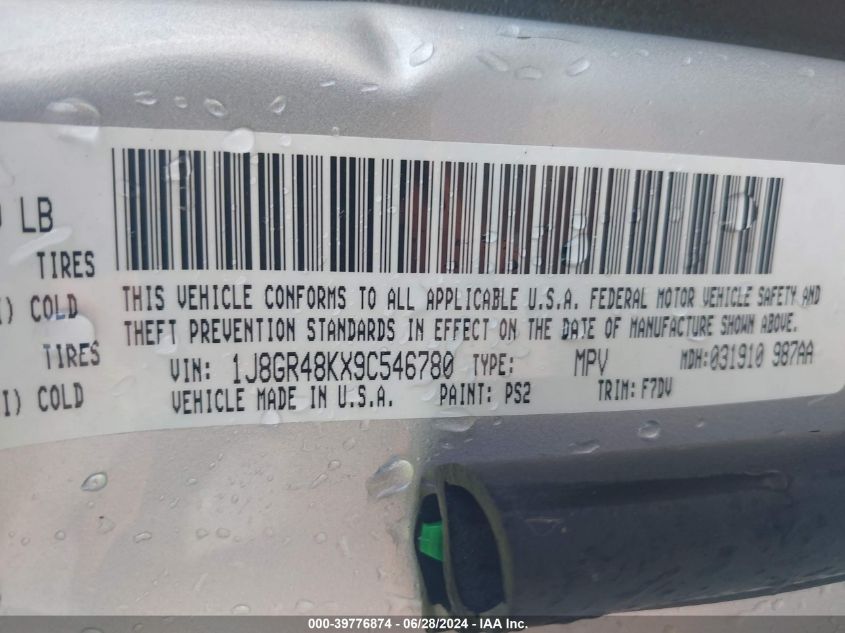 LB
TIRES
) COLD
TIRES
I) COLD
THIS VEHICLE CONFORMS TO ALL APPLICABLE U.S.A. FEDERAL MOTOR VEHICLE SAFETY AND
THEFT PREVENTION STANDARDS IN EFFECT ON THE DATE OF MANUFACTURE SHOWN ABOVE.
VIN: 1J8GR48KX9C546780 TYPE: MPV MDH:031910 987AA
VEHICLE MADE IN U.S.A. PAINT: PS2 TRIM: F7DV
000-39776874 / 06/28/2024 / © IAA Inc.